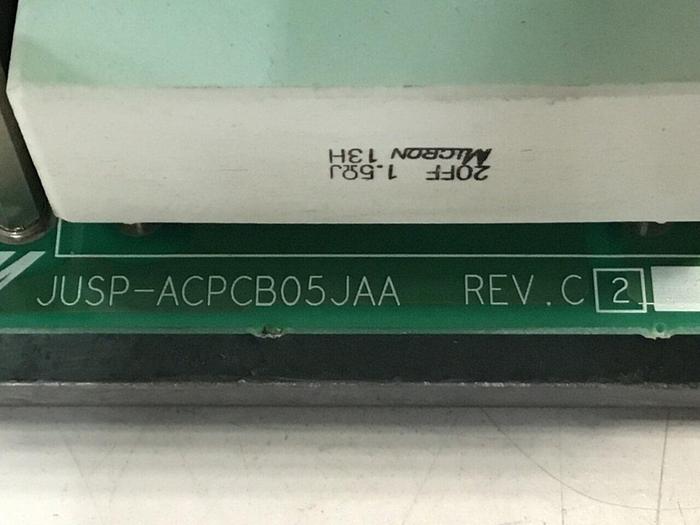 20FF 1.5ΩJ
MICRON 13H
JUSP-ACPCB05JAA REV.C 2